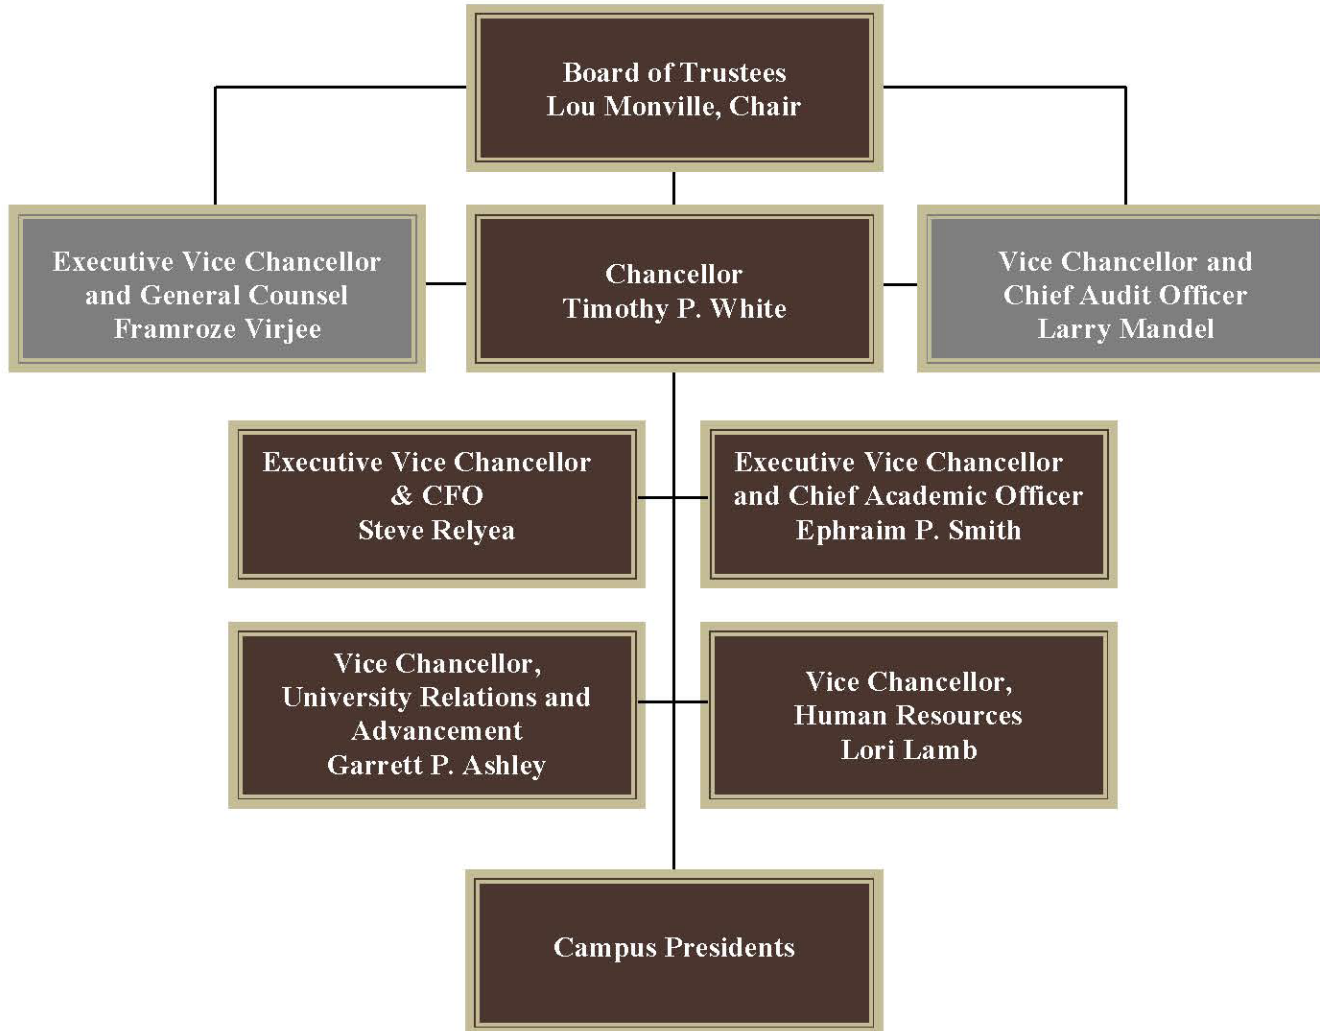 Board of Trustees
Lou Monville, Chair
Executive Vice Chancellor
and General Counsel
Framroze Virjee
Chancellor
Timothy P. White
Vice Chancellor and
Chief Audit Officer
Larry Mandel
Executive Vice Chancellor
& CFO
Steve Relyea
Executive Vice Chancellor
and Chief Academic Officer
Ephraim P. Smith
Vice Chancellor,
University Relations and
Advancement
Garrett P. Ashley
Vice Chancellor,
Human Resources
Lori Lamb
Campus Presidents